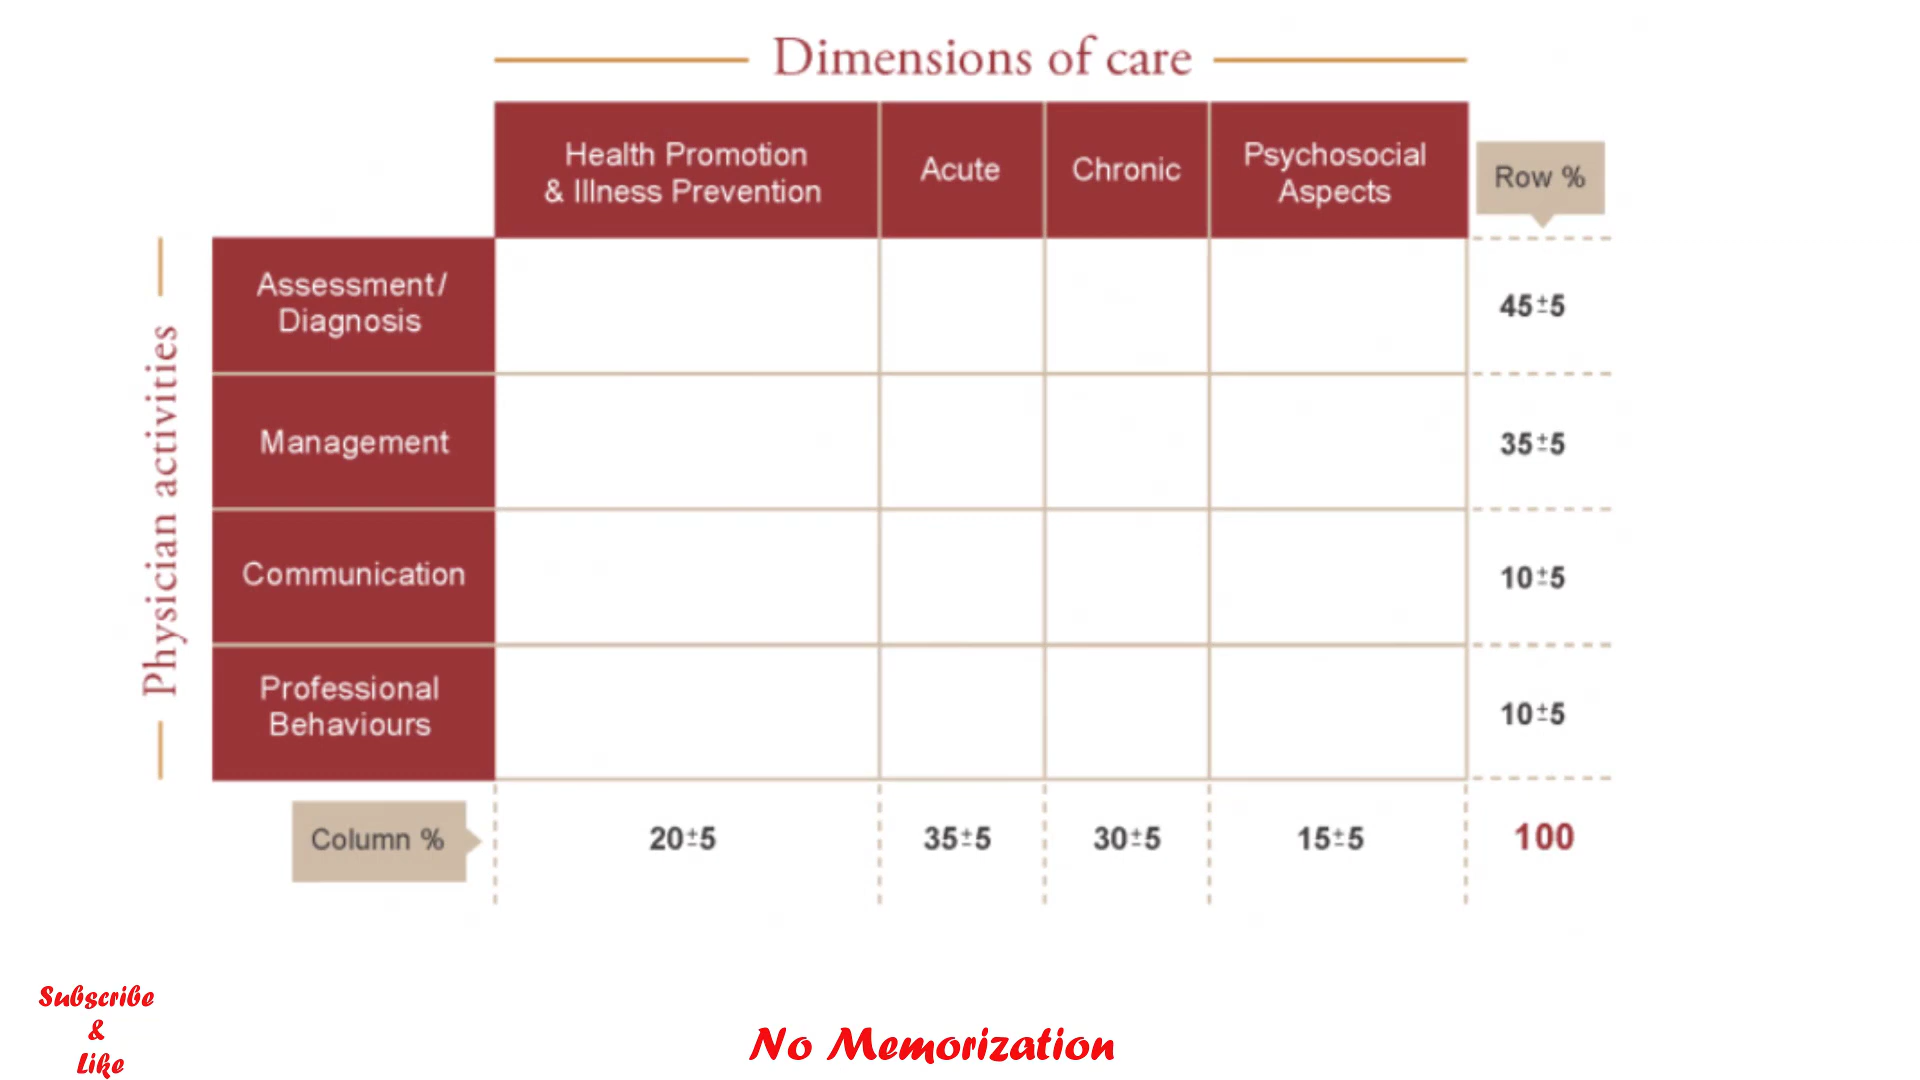 Dimensions of care
Health Promotion
& Illness Prevention
Acute
Chronic
Psychosocial
Aspects
Row %
Physician activities
Assessment/
Diagnosis
45±5
Management
35±5
Communication
10±5
Professional
Behaviours
10±5
Column %
20±5
35±5
30±5
15±5
100
Subscribe
&
Like
No Memorization